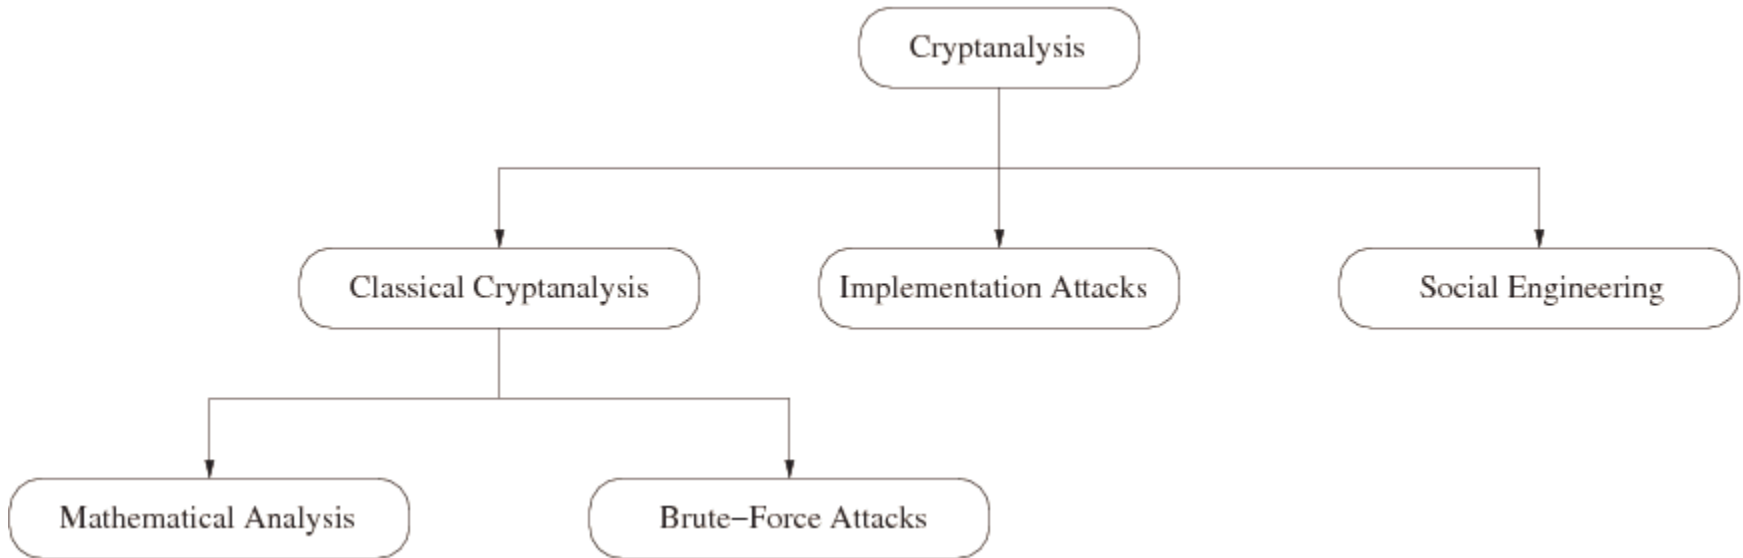 Cryptanalysis
Classical Cryptanalysis
Implementation Attacks
Social Engineering
Mathematical Analysis
Brute−Force Attacks